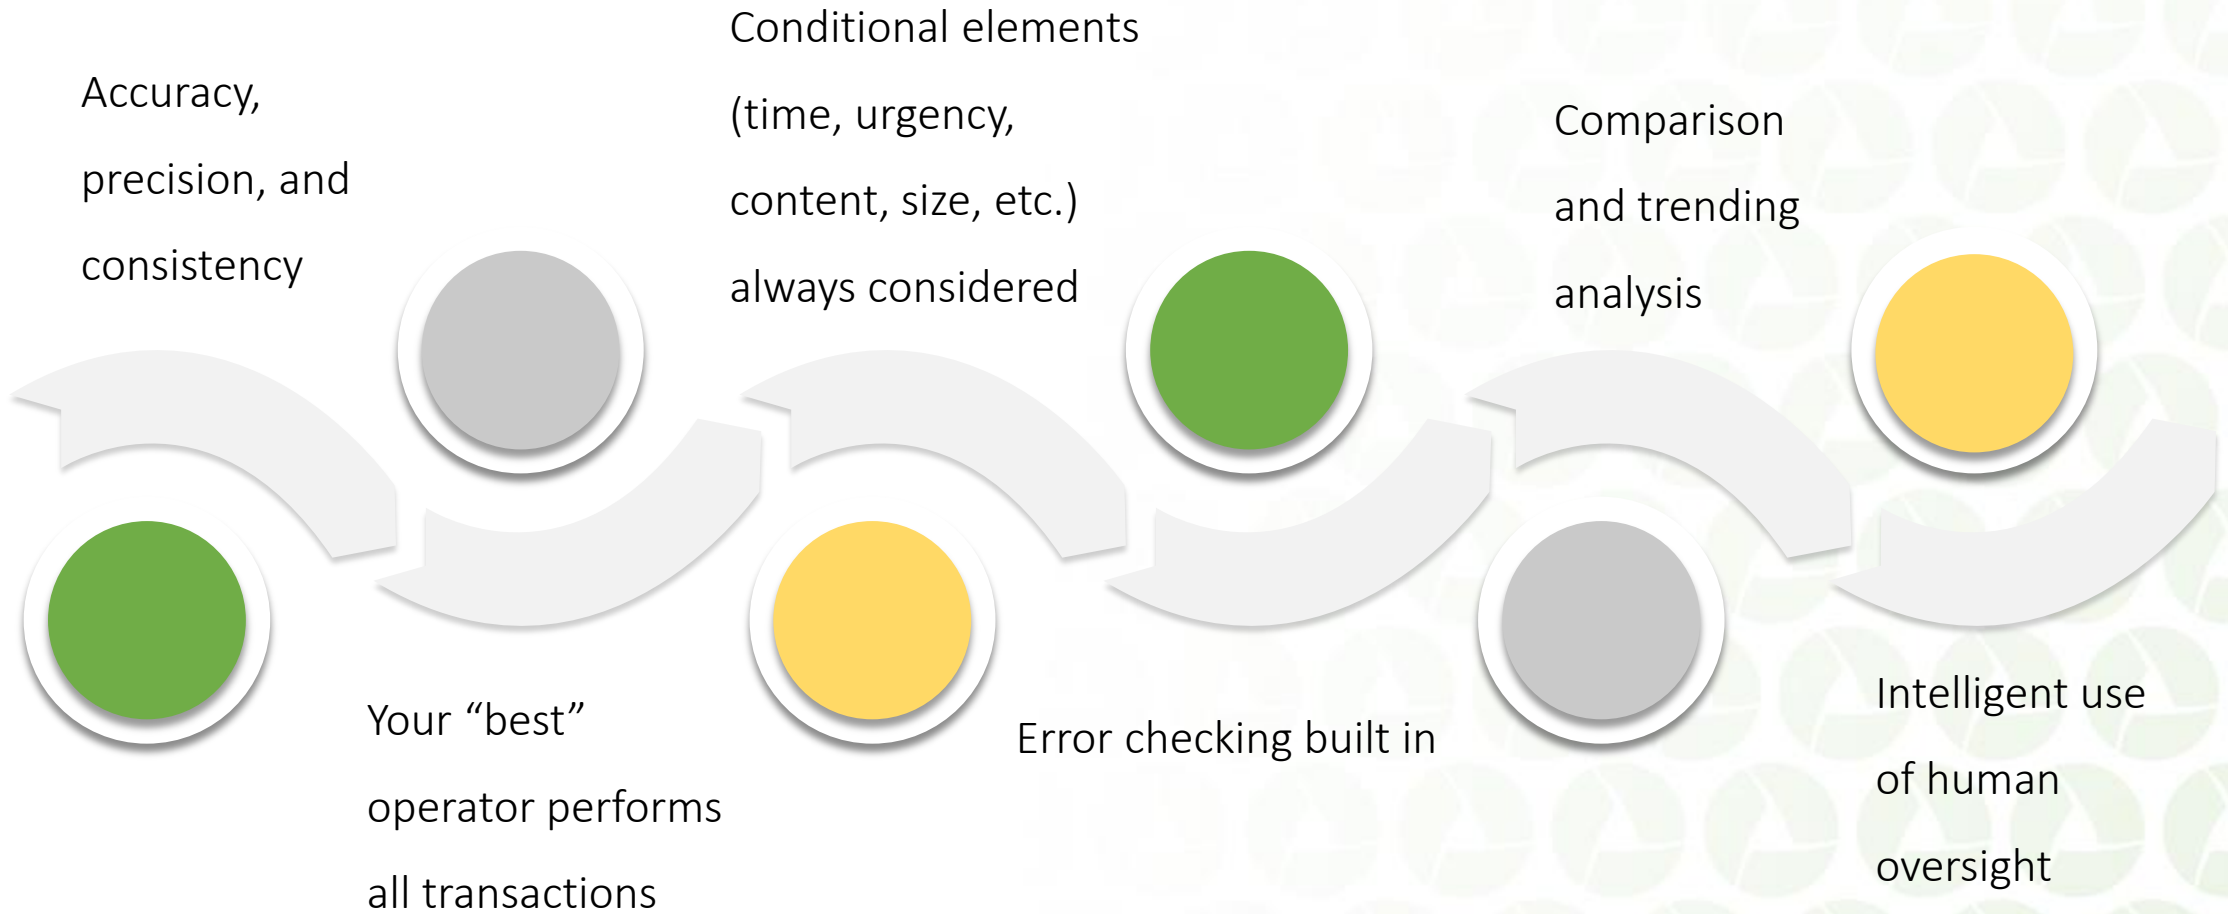 Accuracy,
precision, and
consistency
Your “best”
operator performs
all transactions
Conditional elements
(time, urgency,
content, size, etc.)
always considered
Error checking built in
Comparison
and trending
analysis
Intelligent use
of human
oversight